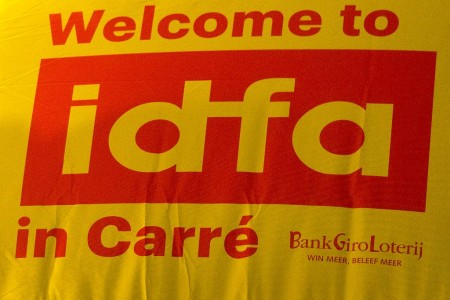 Welcome to
idfa
in Carré
BankGiroLoterij
WIN MEER, BELEEF MEER